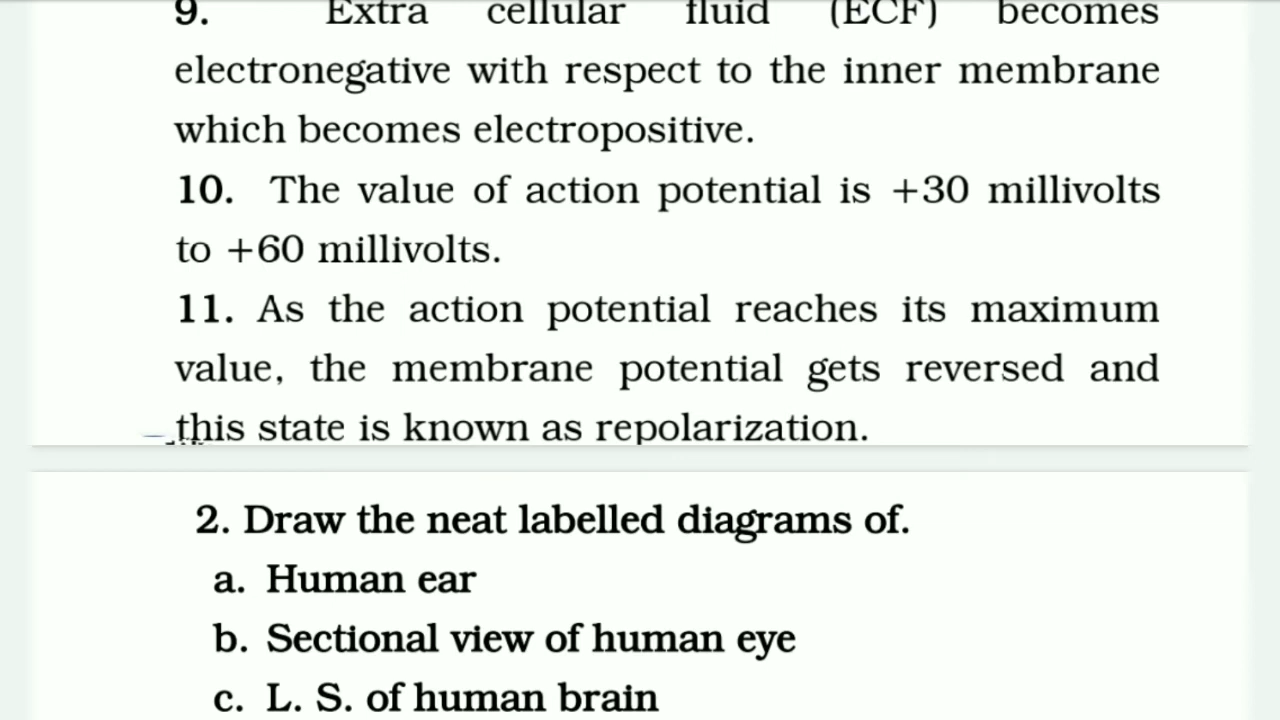 9. Extra cellular fluid (ECF) becomes
electronegative with respect to the inner membrane
which becomes electropositive.
10. The value of action potential is +30 millivolts
to +60 millivolts.
11. As the action potential reaches its maximum
value, the membrane potential gets reversed and
this state is known as repolarization.
2. Draw the neat labelled diagrams of.
a. Human ear
b. Sectional view of human eye
c. L. S. of human brain